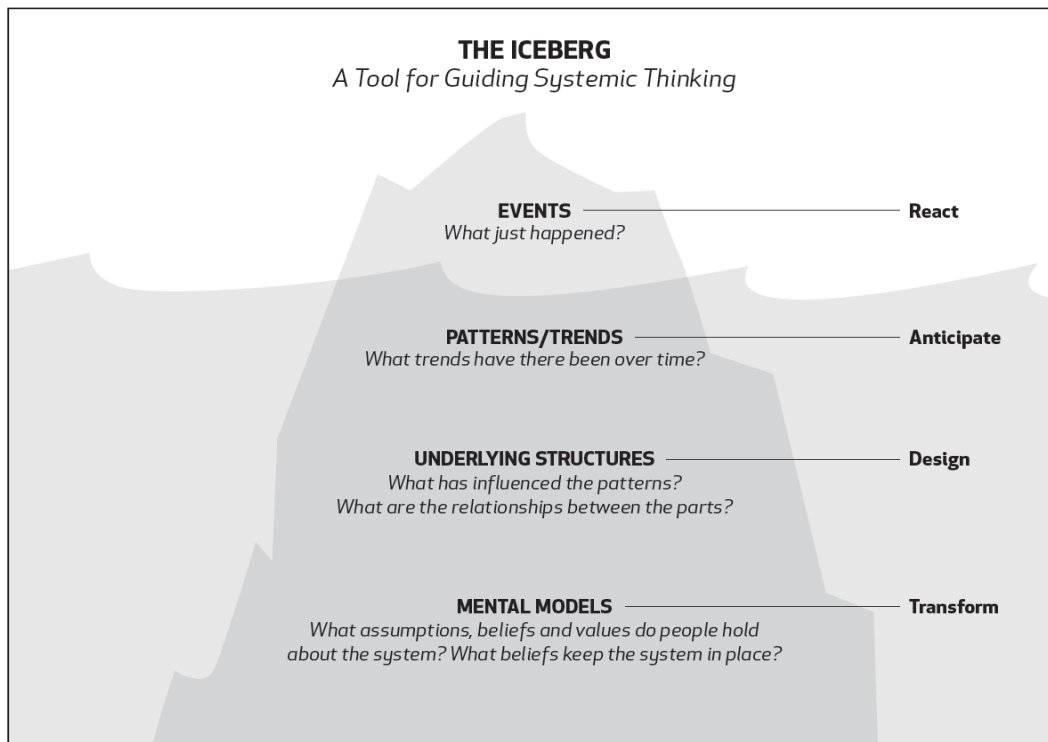 THE ICEBERG
A Tool for Guiding Systemic Thinking
EVENTS React
What just happened?
PATTERNS/TRENDS Anticipate
What trends have there been over time?
UNDERLYING STRUCTURES Design
What has influenced the patterns?
What are the relationships between the parts?
MENTAL MODELS Transform
What assumptions, beliefs and values do people hold
about the system? What beliefs keep the system in place?